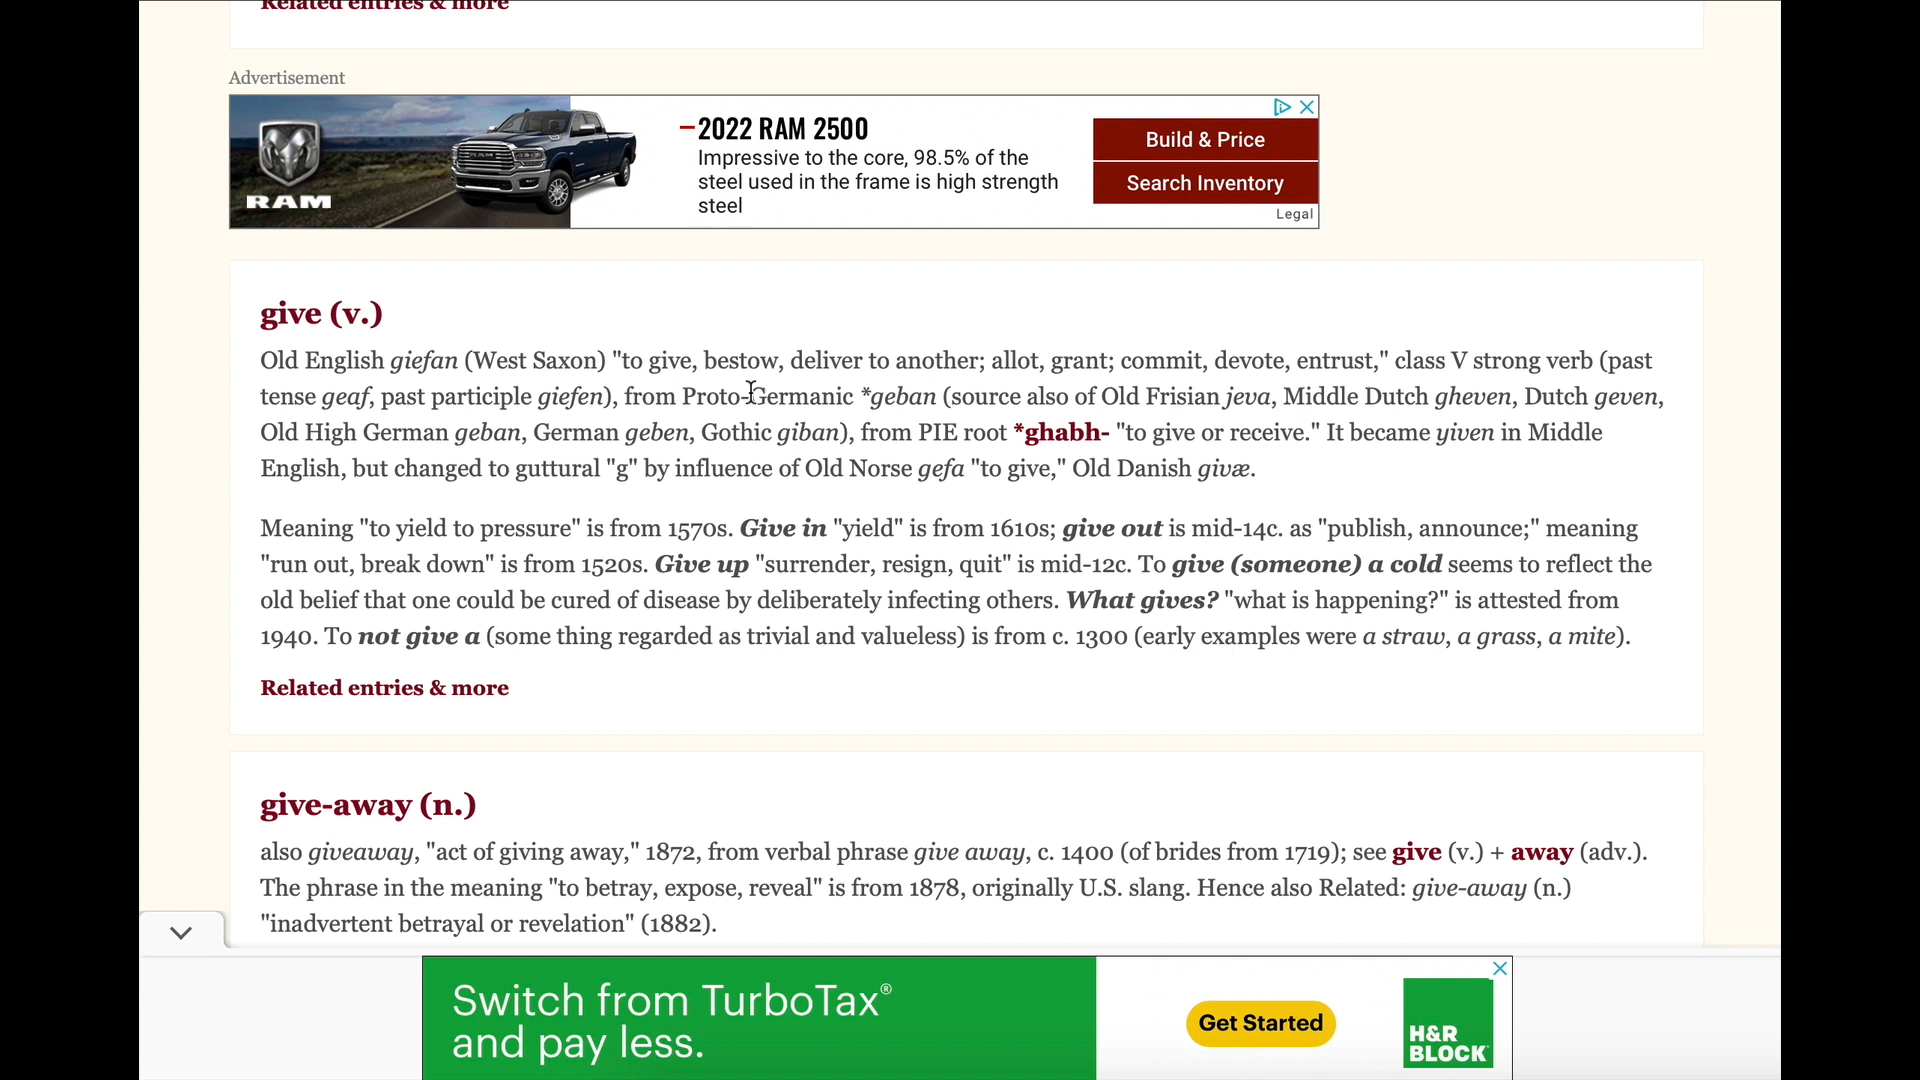 Related entries & more
Advertisement
RAM
2022 RAM 2500
Impressive to the core, 98.5% of the
steel used in the frame is high strength
steel
Build & Price
Search Inventory
Legal
give (v.)
Old English giefan (West Saxon) "to give, bestow, deliver to another; allot, grant; commit, devote, entrust," class V strong verb (past
tense geaf, past participle giefen), from Proto-Germanic *geban (source also of Old Frisian jeva, Middle Dutch gheven, Dutch geven,
Old High German geban, German geben, Gothic giban), from PIE root *ghabh- "to give or receive." It became yiven in Middle
English, but changed to guttural "g" by influence of Old Norse gefa "to give," Old Danish givæ.
Meaning "to yield to pressure" is from 1570s. Give in "yield" is from 1610s; give out is mid-14c. as "publish, announce;" meaning
"run out, break down" is from 1520s. Give up "surrender, resign, quit" is mid-12c. To give (someone) a cold seems to reflect the
old belief that one could be cured of disease by deliberately infecting others. What gives? "what is happening?" is attested from
1940. To not give a (some thing regarded as trivial and valueless) is from c. 1300 (early examples were a straw, a grass, a mite).
Related entries & more
give-away (n.)
also giveaway, "act of giving away," 1872, from verbal phrase give away, c. 1400 (of brides from 1719); see give (v.) + away (adv.).
The phrase in the meaning "to betray, expose, reveal" is from 1878, originally U.S. slang. Hence also Related: give-away (n.)
"inadvertent betrayal or revelation" (1882).
Switch from TurboTax®
and pay less.
Get Started
H&R
BLOCK